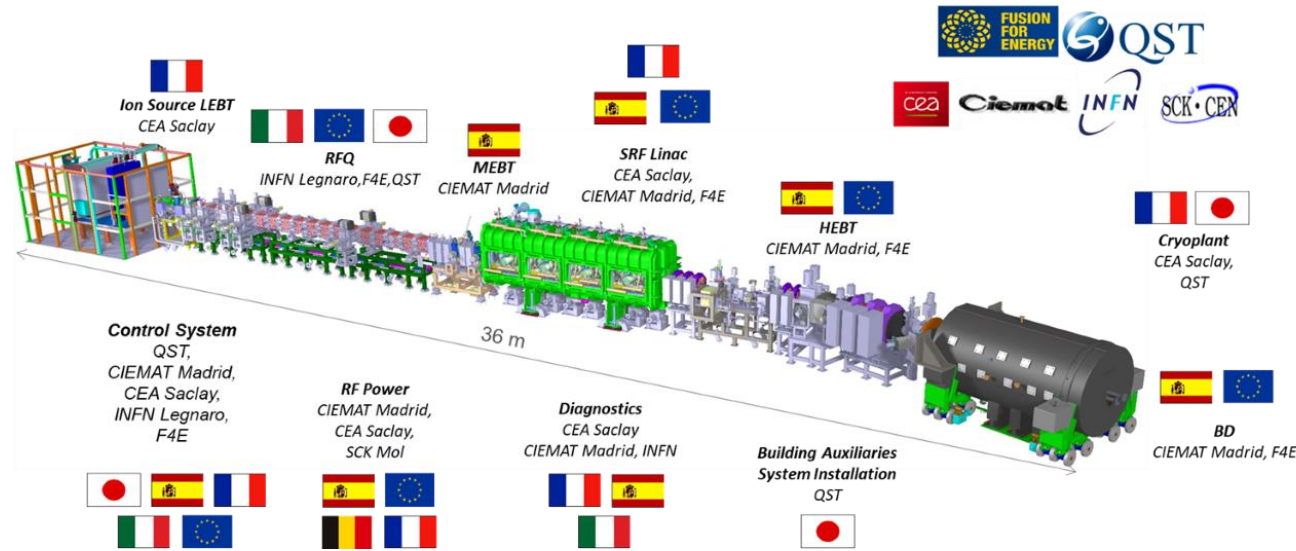 FUSION
FOR
ENERGY
QST
cea
Ciemat
INFN
SCK•CEN
Ion Source LEBT
CEA Saclay
RFQ
INFN Legnaro,F4E,QST
MEBT
CIEMAT Madrid
SRF Linac
CEA Saclay,
CIEMAT Madrid, F4E
HEBT
CIEMAT Madrid, F4E
Cryoplant
CEA Saclay,
QST
36 m
Control System
QST,
CIEMAT Madrid,
CEA Saclay,
INFN Legnaro,
F4E
RF Power
CIEMAT Madrid,
CEA Saclay,
SCK Mol
Diagnostics
CEA Saclay
CIEMAT Madrid, INFN
Building Auxiliaries
System Installation
QST
BD
CIEMAT Madrid, F4E